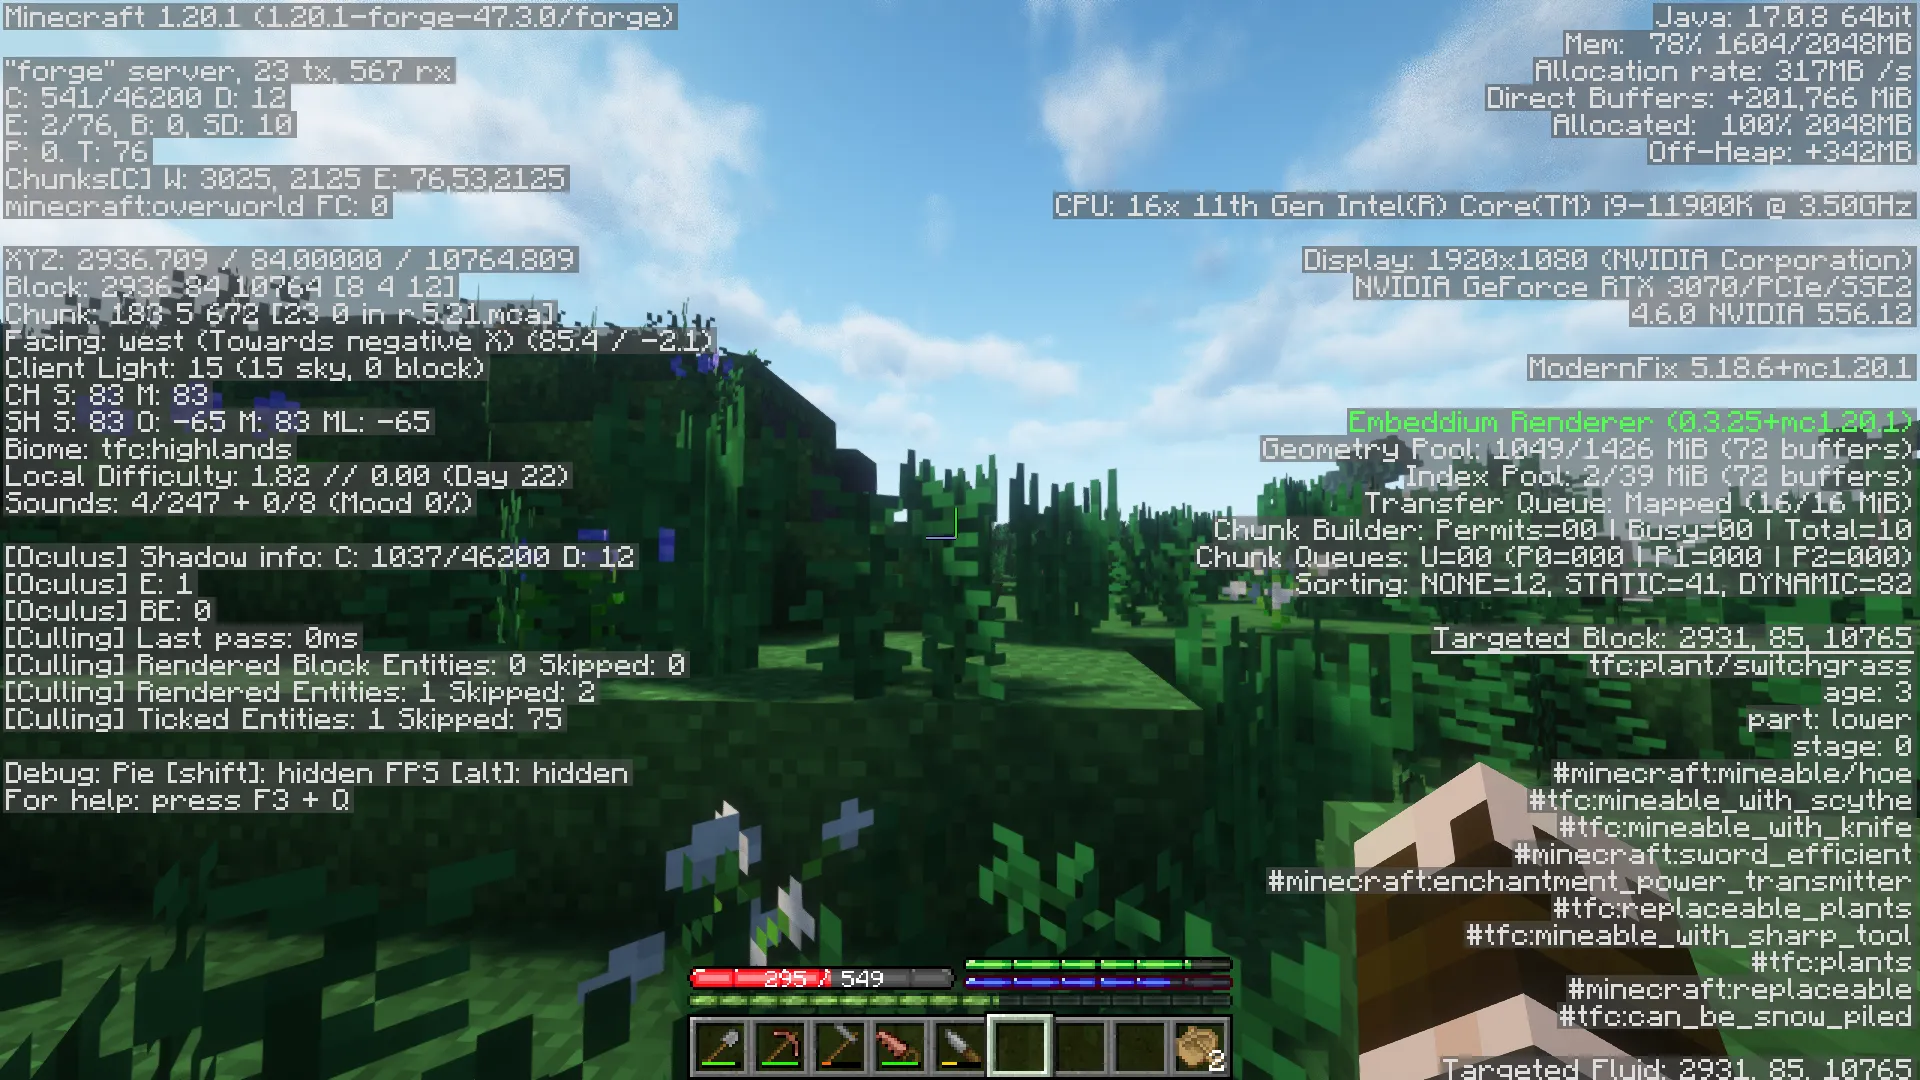 Minecraft 1.20.1 (1.20.1-forge-47.3.0/forge)
"forge" server, 23 tx, 567 rx
C: 541/46200 D: 12
E: 2/76, B: 0, SD: 10
P: 0. T: 76
Chunks[C] W: 3025, 2125 E: 76,53,2125
minecraft:overworld FC: 0
XYZ: 2936.709 / 84.00000 / 10764.809
Block: 2936 84 10764 [8 4 12]
Chunk: 183 5 672 [23 0 in r.5.21.mca]
Facing: west (Towards negative X) (85.4 / -2.1)
Client Light: 15 (15 sky, 0 block)
CH S: 83 M: 83
SH S: 83 O: -65 M: 83 ML: -65
Biome: tfc:highlands
Local Difficulty: 1.82 // 0.00 (Day 22)
Sounds: 4/247 + 0/8 (Mood 0%)
[Oculus] Shadow info: C: 1037/46200 D: 12
[Oculus] E: 1
[Oculus] BE: 0
[Culling] Last pass: 0ms
[Culling] Rendered Block Entities: 0 Skipped: 0
[Culling] Rendered Entities: 1 Skipped: 2
[Culling] Ticked Entities: 1 Skipped: 75
Debug: Pie [shift]: hidden FPS [alt]: hidden
For help: press F3 + Q
Java: 17.0.8 64bit
Mem: 78% 1604/2048MB
Allocation rate: 317MB /s
Direct Buffers: +201,766 MiB
Allocated: 100% 2048MB
Off-Heap: +342MB
CPU: 16x 11th Gen Intel(R) Core(TM) i9-11900K @ 3.50GHz
Display: 1920x1080 (NVIDIA Corporation)
NVIDIA GeForce RTX 3070/PCIe/SSE2
4.6.0 NVIDIA 556.12
ModernFix 5.18.6+mc1.20.1
Embeddium Renderer (0.3.25+mc1.20.1)
Geometry Pool: 1049/1426 MiB (72 buffers)
Index Pool: 2/39 MiB (72 buffers)
Transfer Queue: Mapped (16/16 MiB)
Chunk Builder: Permits=00 | Busy=00 | Total=10
Chunk Queues: U=00 (P0=000 | P1=000 | P2=000)
Sorting: NONE=12, STATIC=41, DYNAMIC=82
Targeted Block: 2931, 85, 10765
tfc:plant/switchgrass
age: 3
part: lower
stage: 0
#minecraft:mineable/hoe
#tfc:mineable_with_scythe
#tfc:mineable_with_knife
#minecraft:sword_efficient
#minecraft:enchantment_power_transmitter
#tfc:replaceable_plants
#tfc:mineable_with_sharp_tool
#tfc:plants
#minecraft:replaceable
#tfc:can_be_snow_piled
Targeted Fluid: 2931, 85, 10765
295 / 549
2